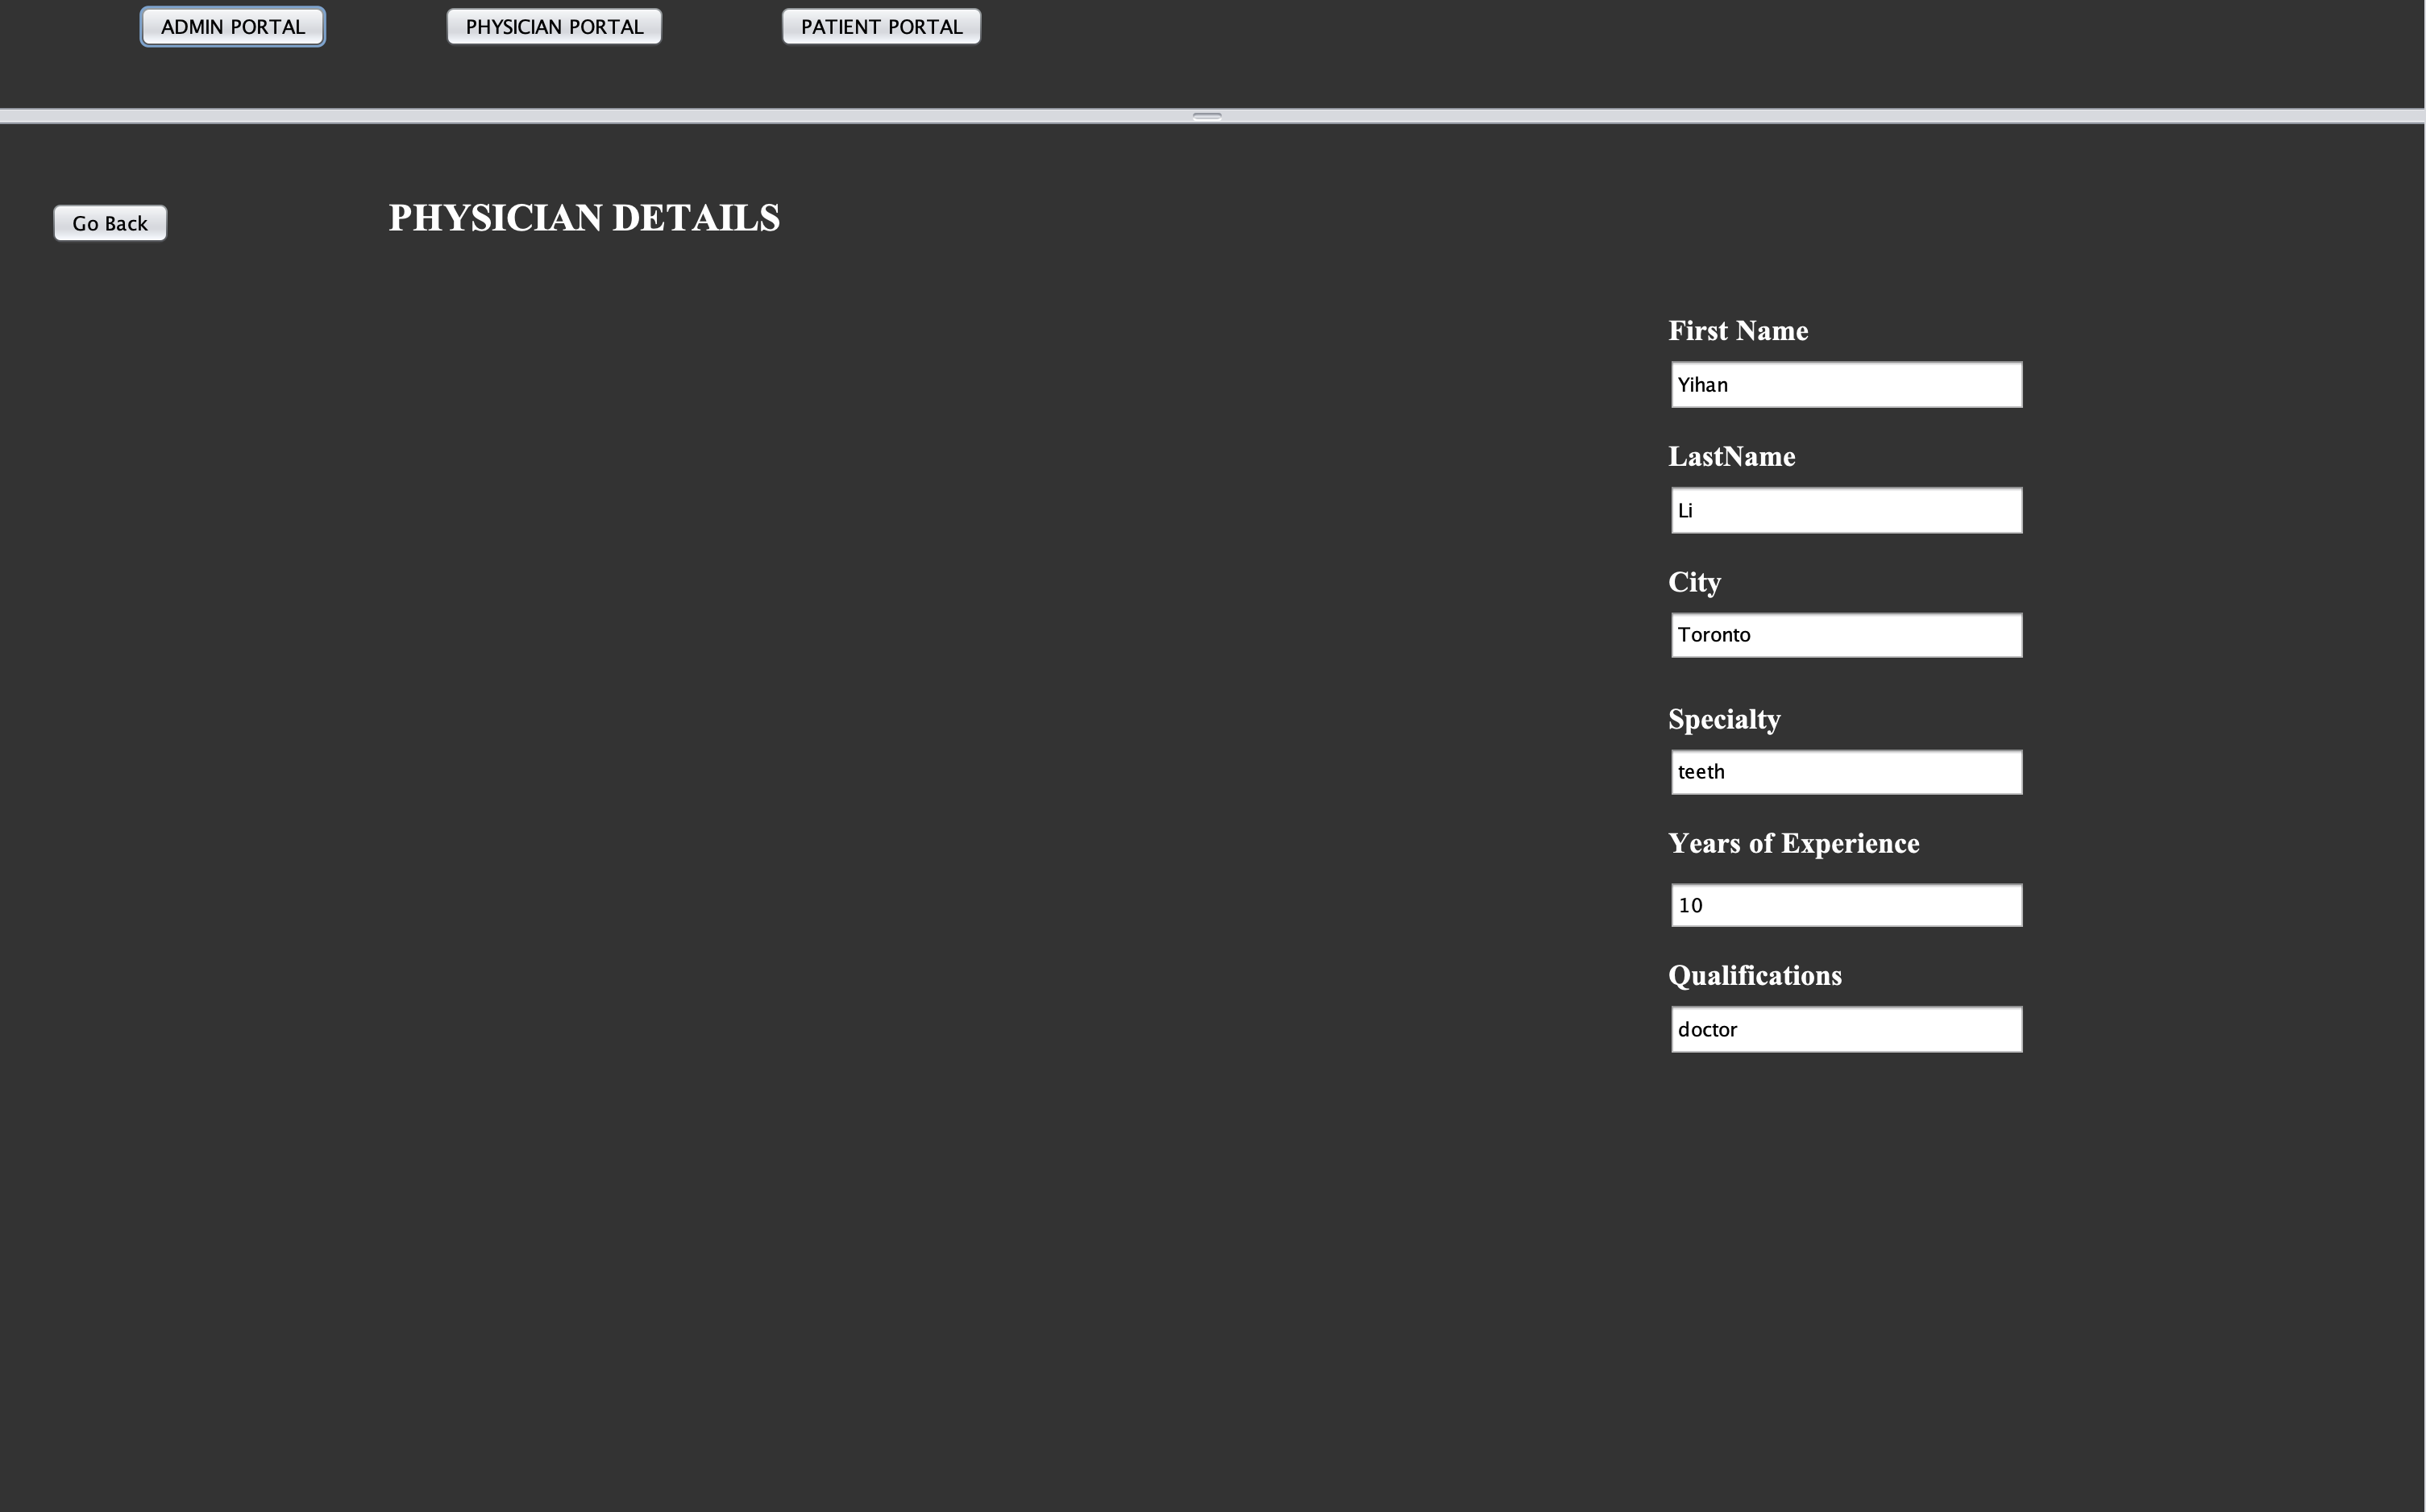 ADMIN PORTAL PHYSICIAN PORTAL PATIENT PORTAL
Go Back PHYSICIAN DETAILS
First Name
Yihan
LastName
Li
City
Toronto
Specialty
teeth
Years of Experience
10
Qualifications
doctor